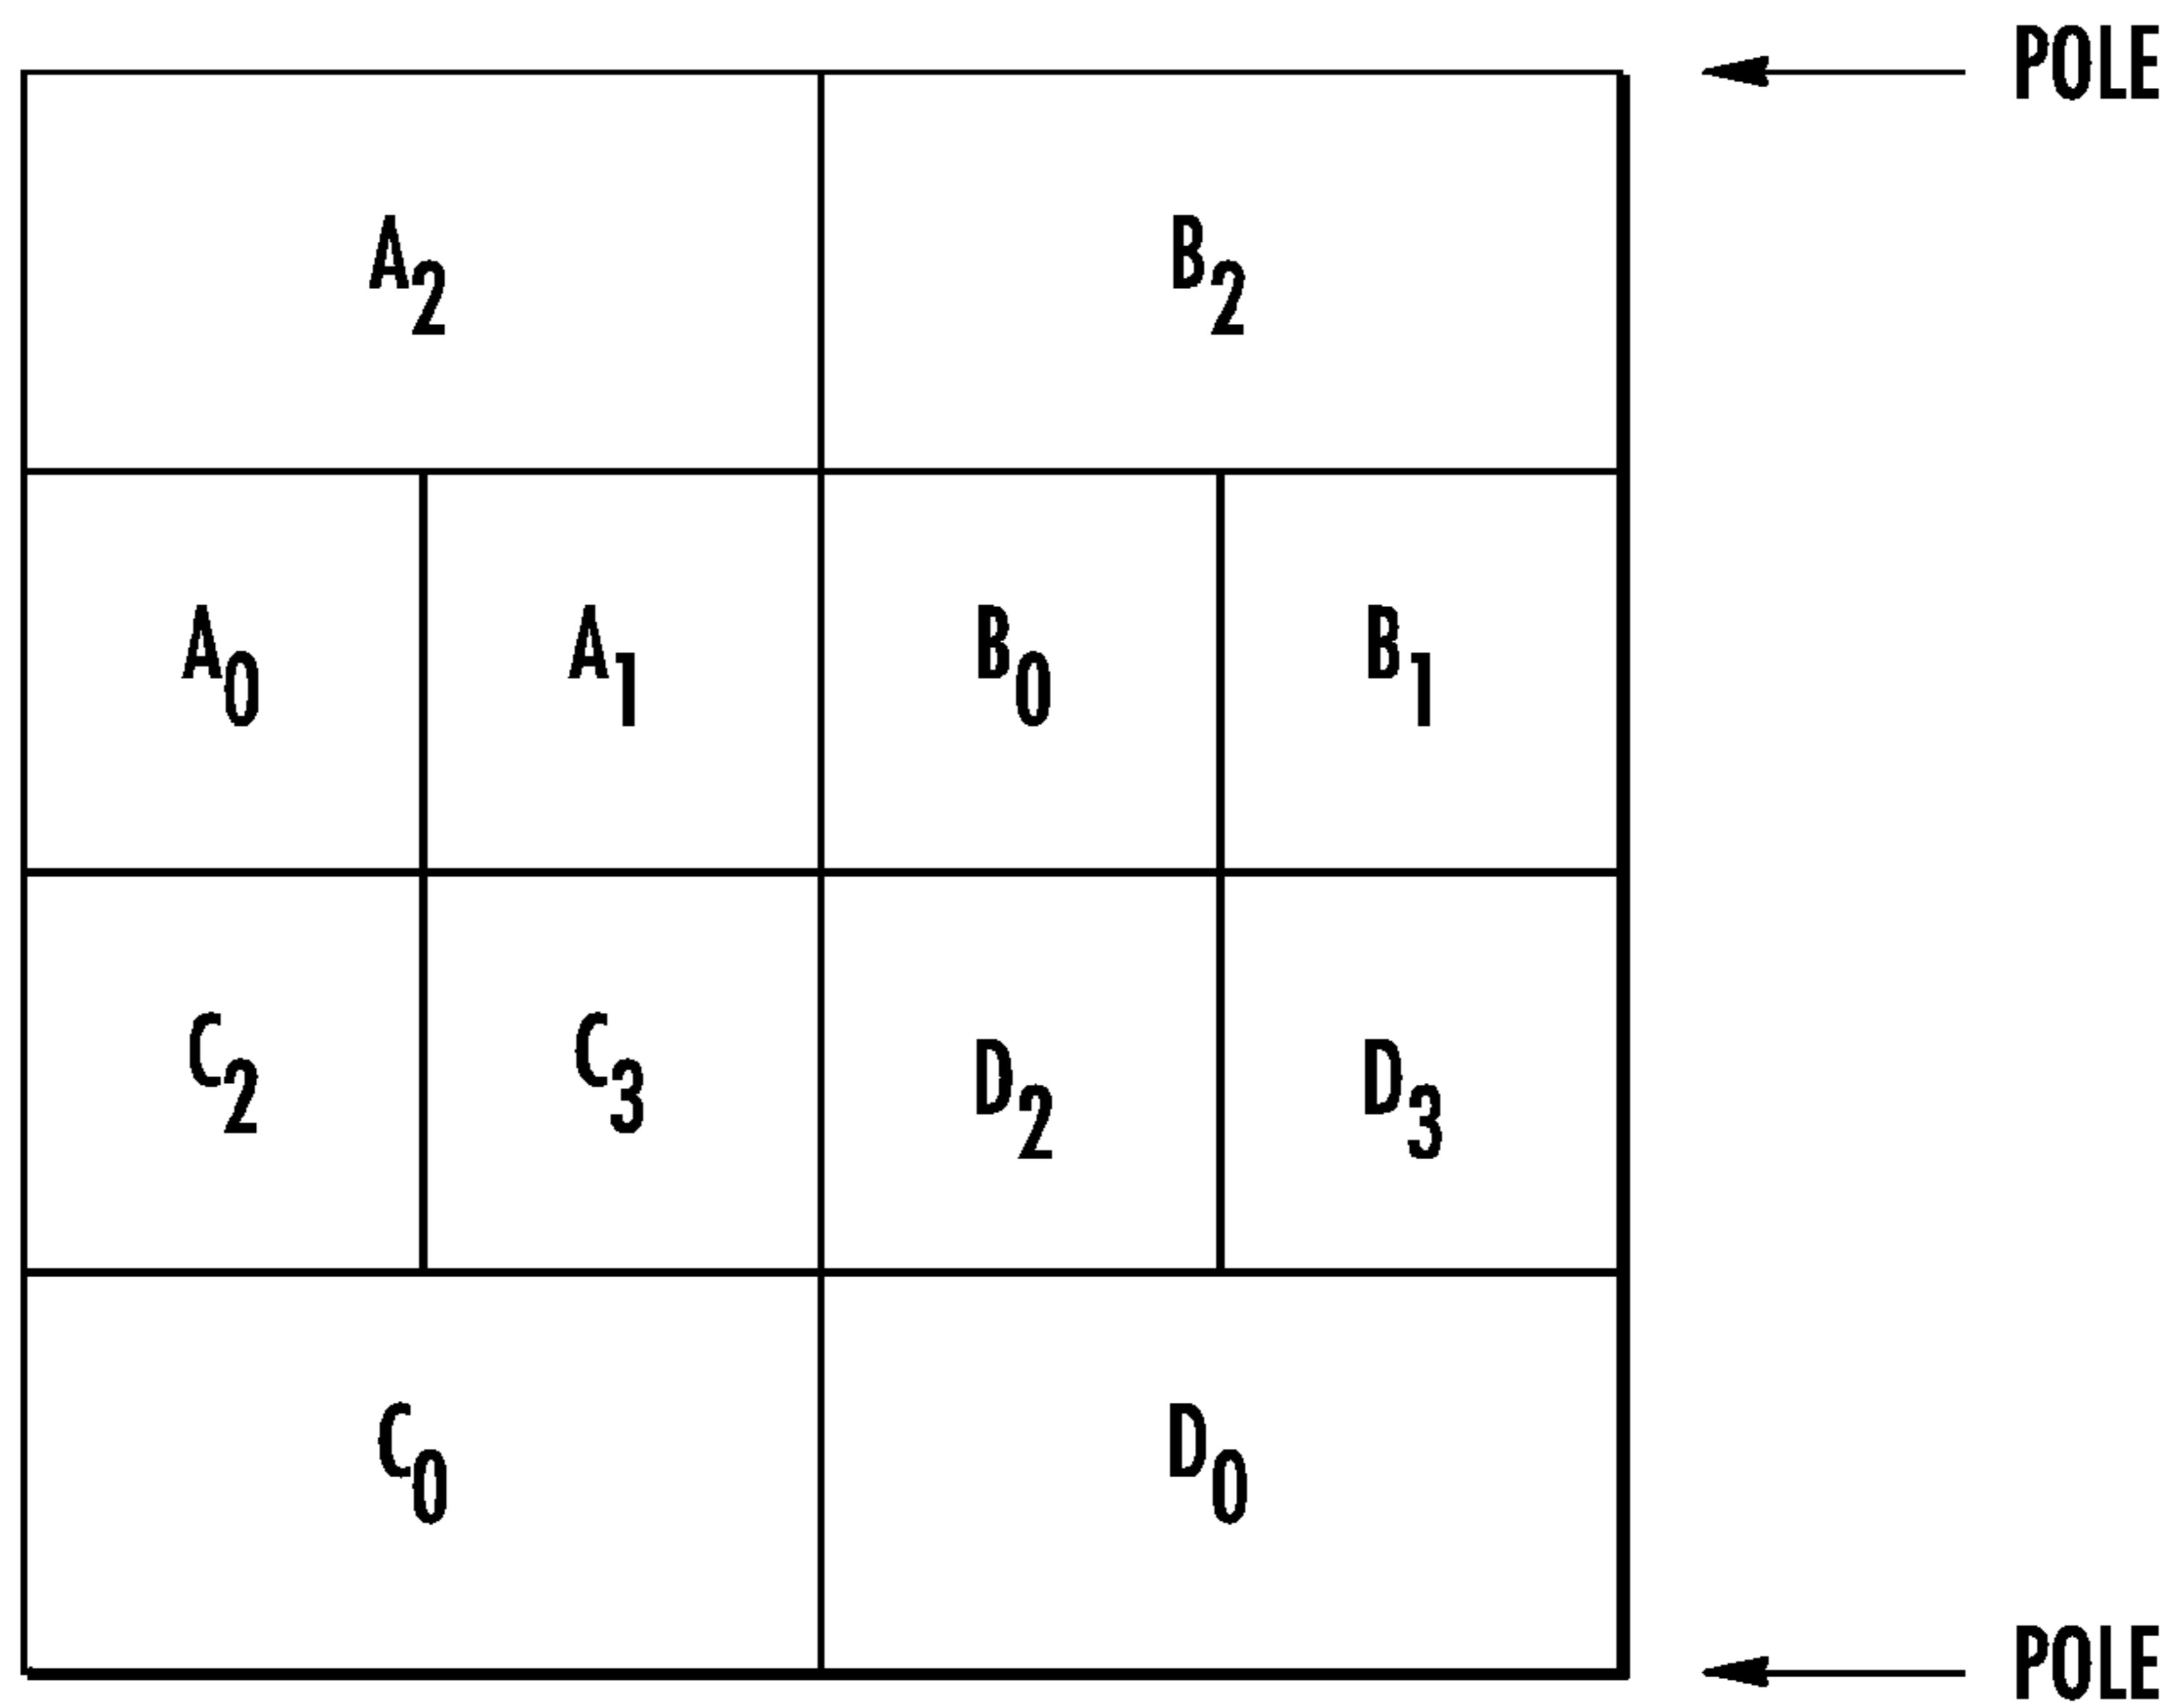 POLE
A₂ B₂
A₀ A₁ B₀ B₁
C₂ C₃ D₂ D₃
C₀ D₀
POLE